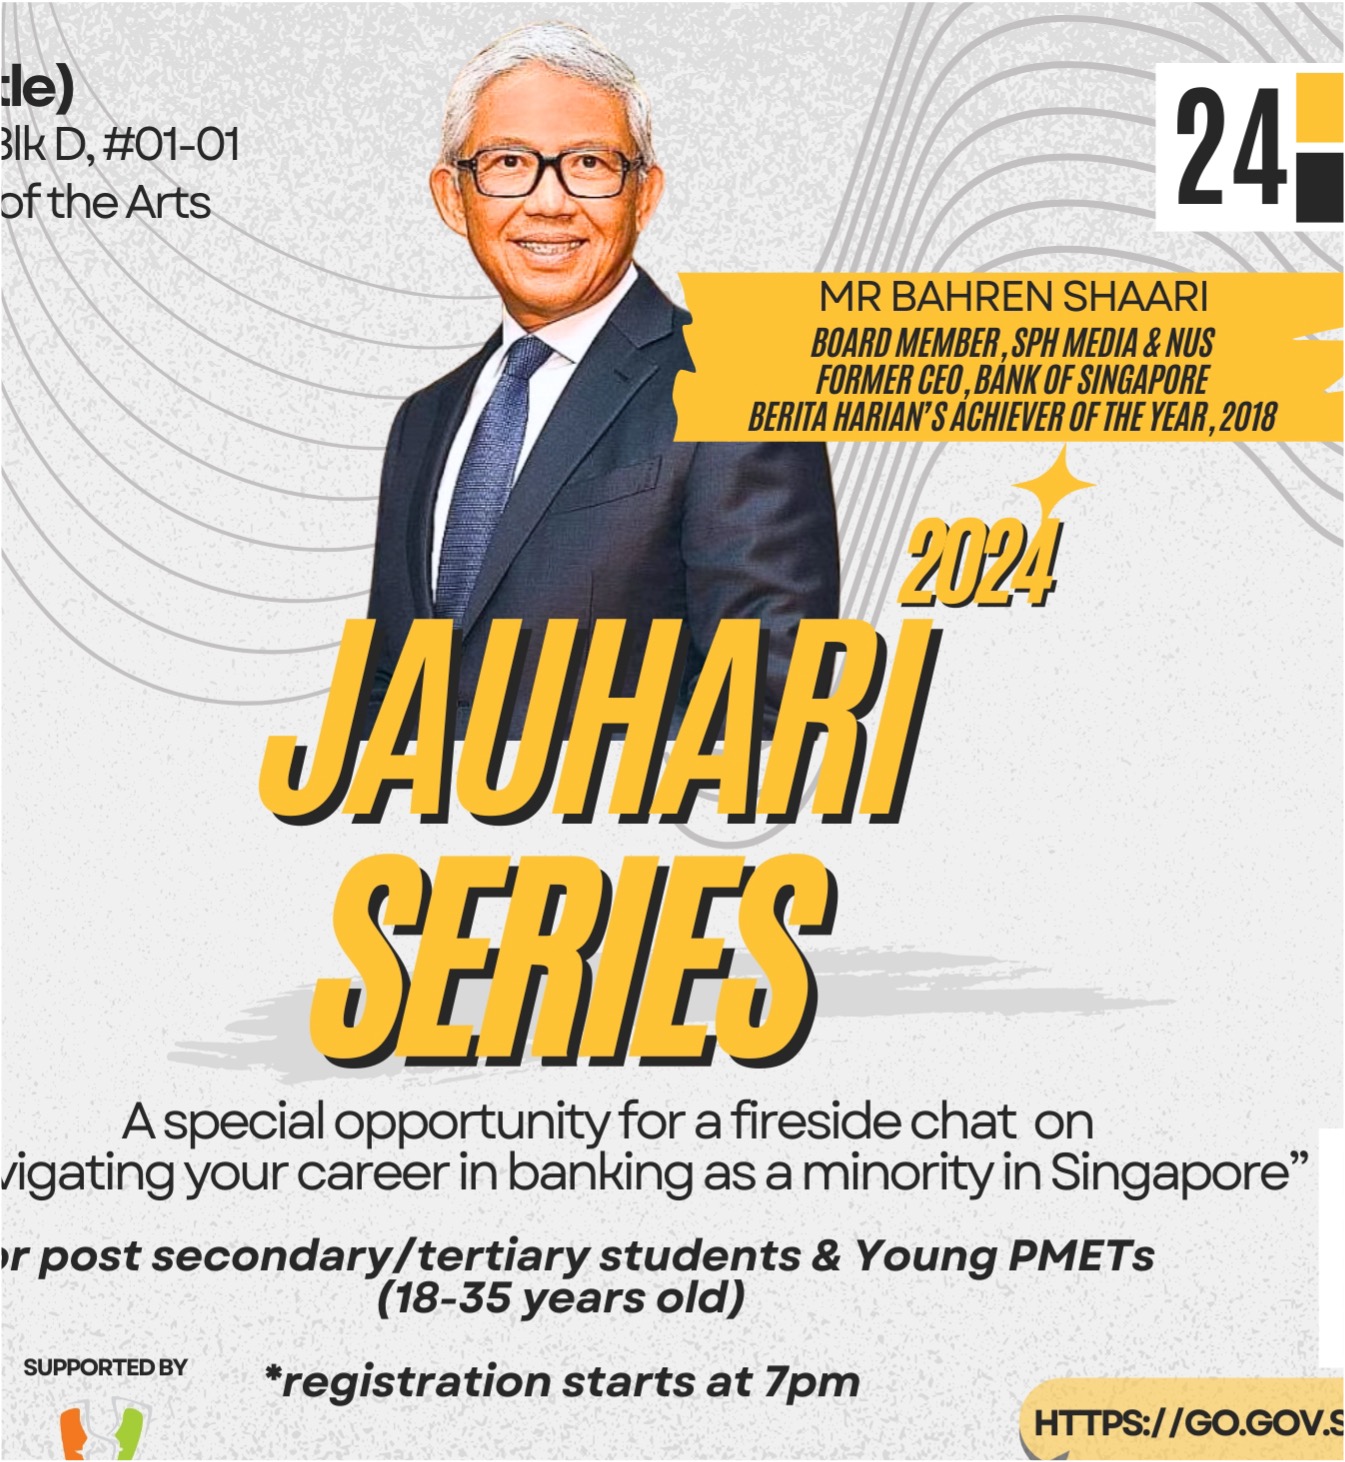 tle)
Blk D, #01-01
of the Arts
24
MR BAHREN SHAARI
BOARD MEMBER, SPH MEDIA & NUS
FORMER CEO, BANK OF SINGAPORE
BERITA HARIAN'S ACHIEVER OF THE YEAR, 2018
2024
JAUHARI
SERIES
A special opportunity for a fireside chat on
vigating your career in banking as a minority in Singapore”
or post secondary/tertiary students & Young PMETs
(18-35 years old)
SUPPORTED BY
*registration starts at 7pm
HTTPS://GO.GOV.S